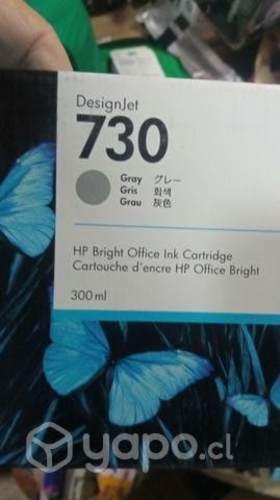 DesignJet
730
Gray グレー
Gris 회색
Grau 灰色
HP Bright Office Ink Cartridge
Cartouche d'encre HP Office Bright
300 ml
yapo.cl